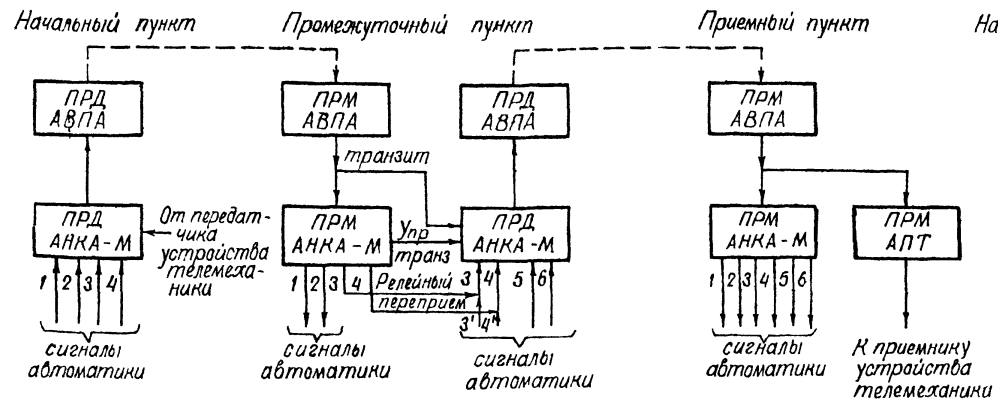 Начальный пункт
Промежуточный пункт
Приемный пункт
На
ПРД
АВПА
ПРМ
АВПА
ПРД
АВПА
ПРМ
АВПА
транзит
ПРД
АНКА-М
От передат-
чика
устройства
телемеха-
ники
ПРМ
АНКА-М
Упр
транз
ПРД
АНКА-М
ПРМ
АНКА-М
ПРМ
АПТ
1 2 3 4
1 2 3 4
Релейный
переприем
3 4 5 6
3' 4'
1 2 3 4 5 6
сигналы
автоматики
сигналы
автоматики
сигналы
автоматики
сигналы
автоматики
К приемнику
устройства
телемеханики